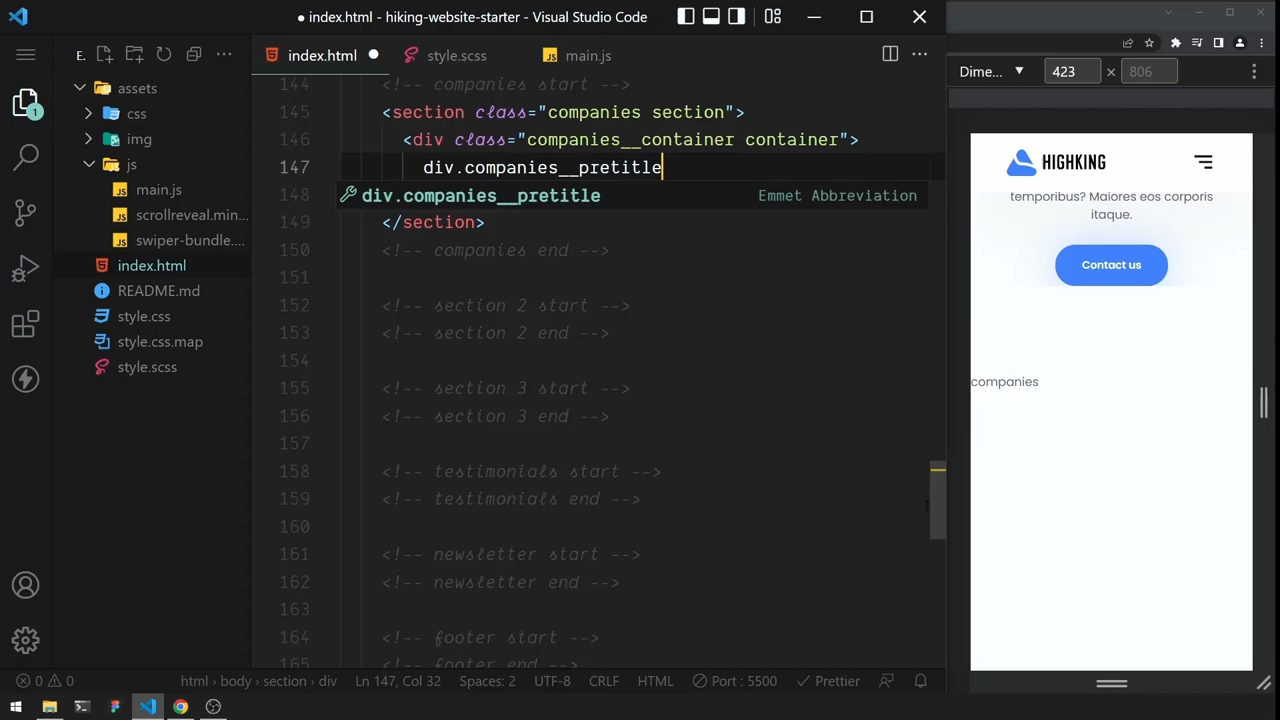 ● index.html - hiking-website-starter - Visual Studio Code
E.
index.html
style.scss
main.js
assets
css
img
js
main.js
scrollreveal.min...
swiper-bundle....
index.html
README.md
style.css
style.css.map
style.scss
1
144 <!-- companies start -->
145 <section class="companies section">
146 <div class="companies__container container">
147 div.companies__pretitle
div.companies__pretitle Emmet Abbreviation
148
149 </section>
150 <!-- companies end -->
151
152 <!-- section 2 start -->
153 <!-- section 2 end -->
154
155 <!-- section 3 start -->
156 <!-- section 3 end -->
157
158 <!-- testimonials start -->
159 <!-- testimonials end -->
160
161 <!-- newsletter start -->
162 <!-- newsletter end -->
163
164 <!-- footer start -->
165 <!-- footer end -->
0 0 html › body › section › div Ln 147, Col 32 Spaces: 2 UTF-8 CRLF HTML Port : 5500 Prettier
Dime... 423 × 806
HIGHKING
temporibus? Maiores eos corporis
itaque.
Contact us
companies